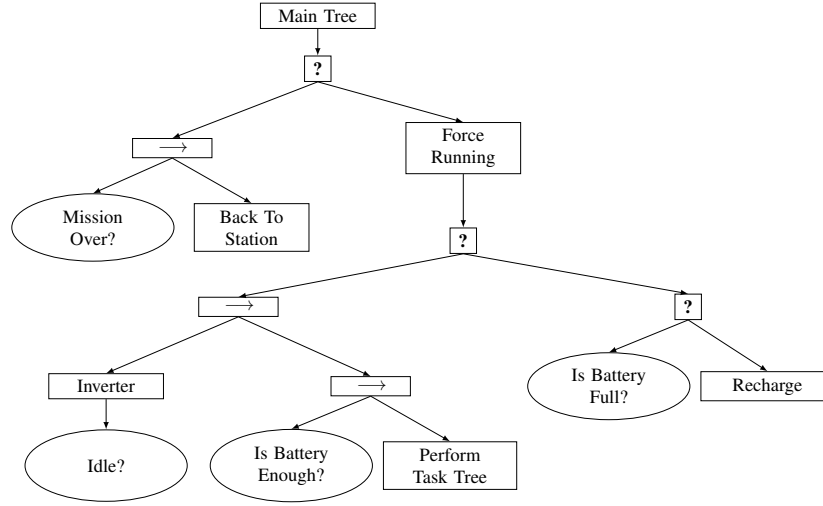 Main Tree
?
⟶
Force
Running
Mission
Over?
Back To
Station
?
⟶
?
Inverter
⟶
Is Battery
Full?
Recharge
Idle?
Is Battery
Enough?
Perform
Task Tree